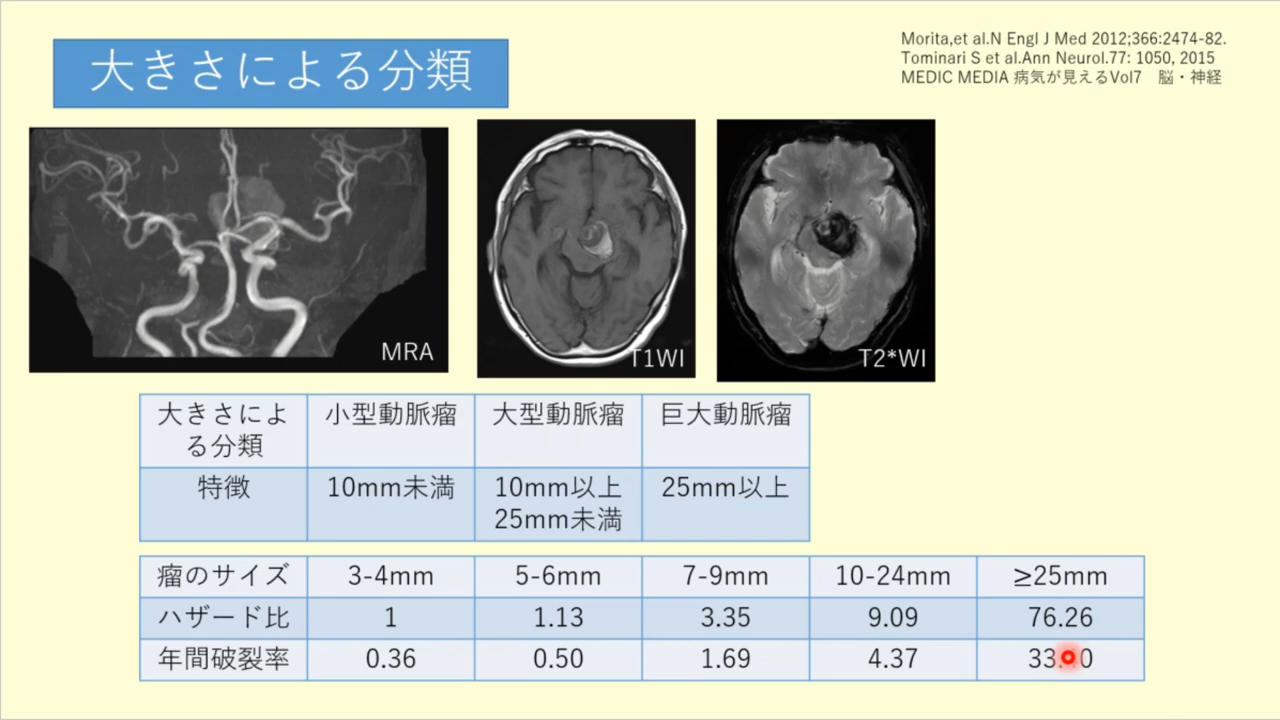 大きさによる分類
Morita,et al.N Engl J Med 2012;366:2474-82.
Tominari S et al.Ann Neurol.77: 1050, 2015
MEDIC MEDIA 病気が見えるVol7　脳・神経
MRA
T1WI
T2*WI
大きさによ
る分類
小型動脈瘤
大型動脈瘤
巨大動脈瘤
特徴
10mm未満
10mm以上
25mm未満
25mm以上
瘤のサイズ 3-4mm 5-6mm 7-9mm 10-24mm ≥25mm
ハザード比 1 1.13 3.35 9.09 76.26
年間破裂率 0.36 0.50 1.69 4.37